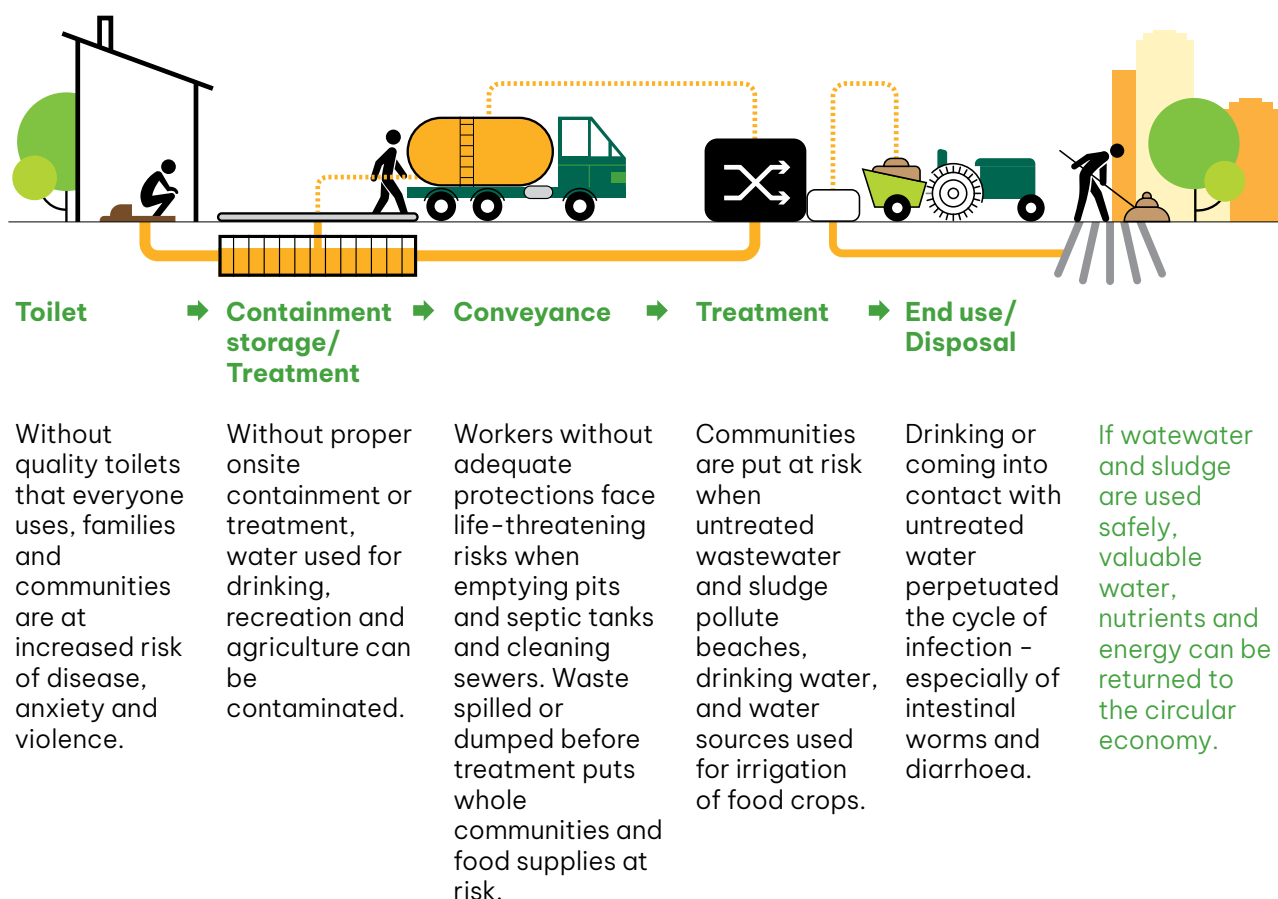 Toilet
Containment
storage/
Treatment
Conveyance
Treatment
End use/
Disposal
Without
quality toilets
that everyone
uses, families
and
communities
are at
increased risk
of disease,
anxiety and
violence.
Without proper
onsite
containment or
treatment,
water used for
drinking,
recreation and
agriculture can
be
contaminated.
Workers without
adequate
protections face
life-threatening
risks when
emptying pits
and septic tanks
and cleaning
sewers. Waste
spilled or
dumped before
treatment puts
whole
communities and
food supplies at
risk.
Communities
are put at risk
when
untreated
wastewater
and sludge
pollute
beaches,
drinking water,
and water
sources used
for irrigation
of food crops.
Drinking or
coming into
contact with
untreated
water
perpetuated
the cycle of
infection –
especially of
intestinal
worms and
diarrhoea.
If watewater
and sludge
are used
safely,
valuable
water,
nutrients and
energy can be
returned to
the circular
economy.